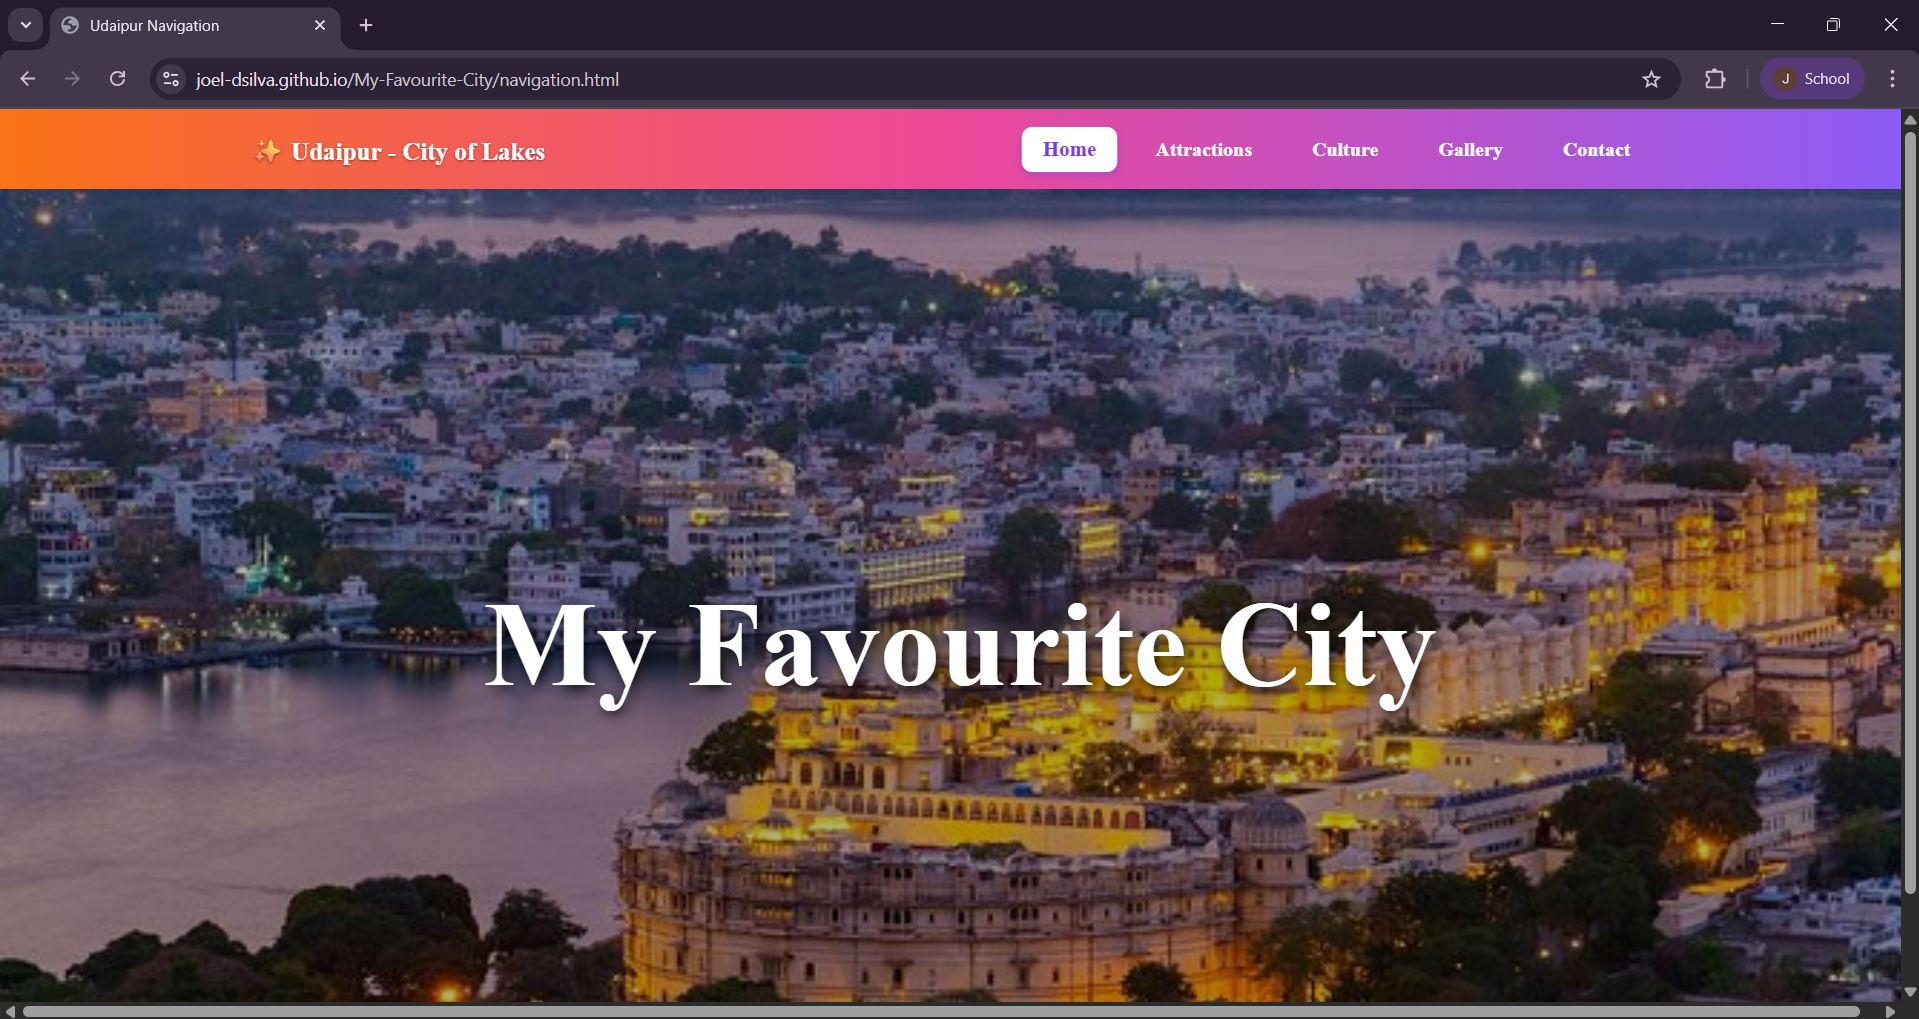 Udaipur Navigation
joel-dsilva.github.io/My-Favourite-City/navigation.html
J School
✨ Udaipur - City of Lakes
Home
Attractions
Culture
Gallery
Contact
My Favourite City